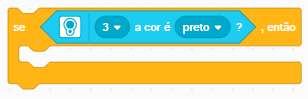 se 3 a cor é preto ? , então